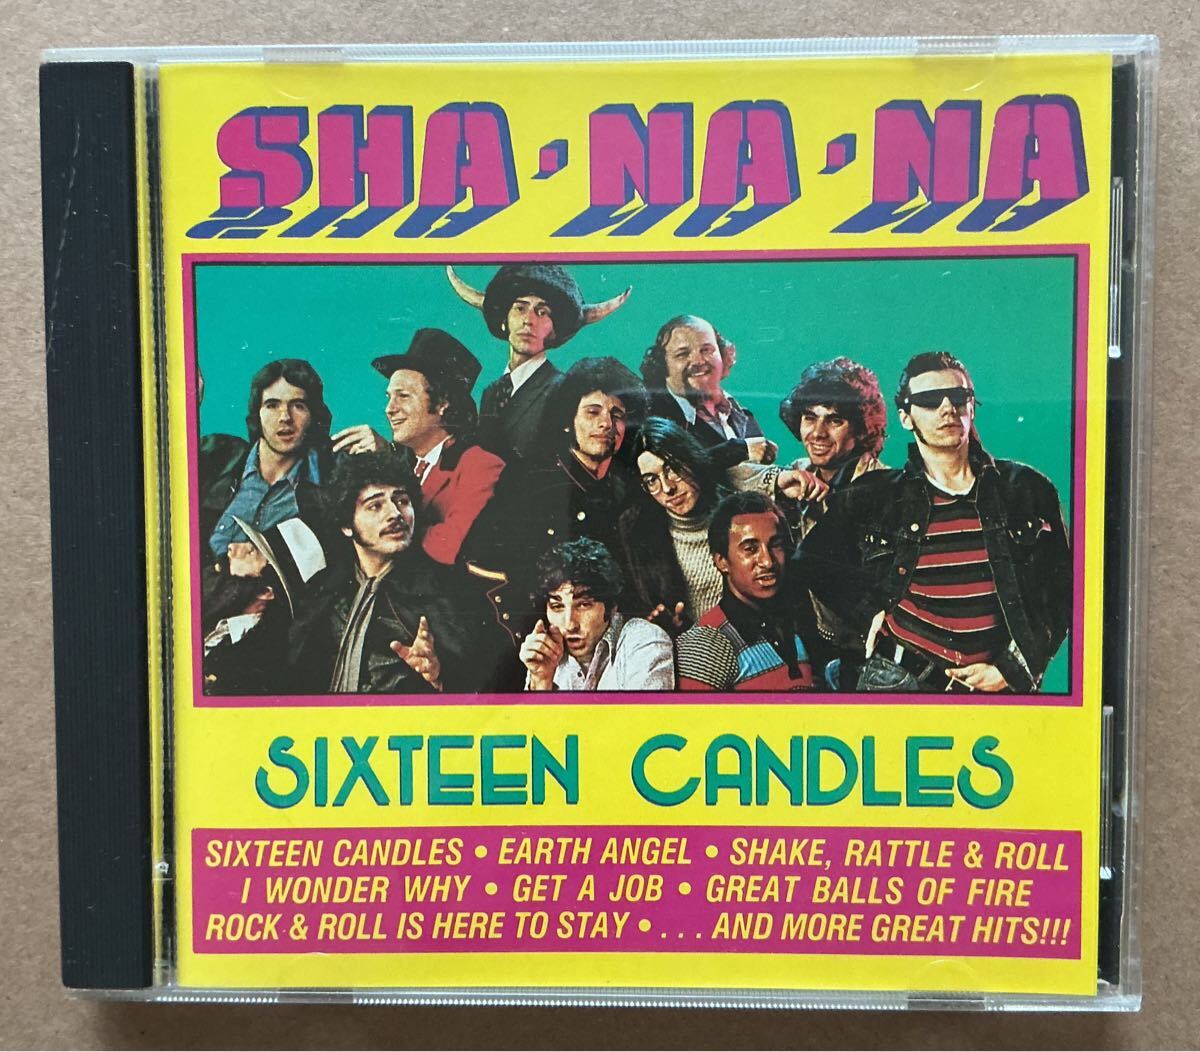 SHA·NA·NA
SIXTEEN CANDLES
SIXTEEN CANDLES • EARTH ANGEL • SHAKE, RATTLE & ROLL
I WONDER WHY • GET A JOB • GREAT BALLS OF FIRE
ROCK & ROLL IS HERE TO STAY • . . . AND MORE GREAT HITS!!!